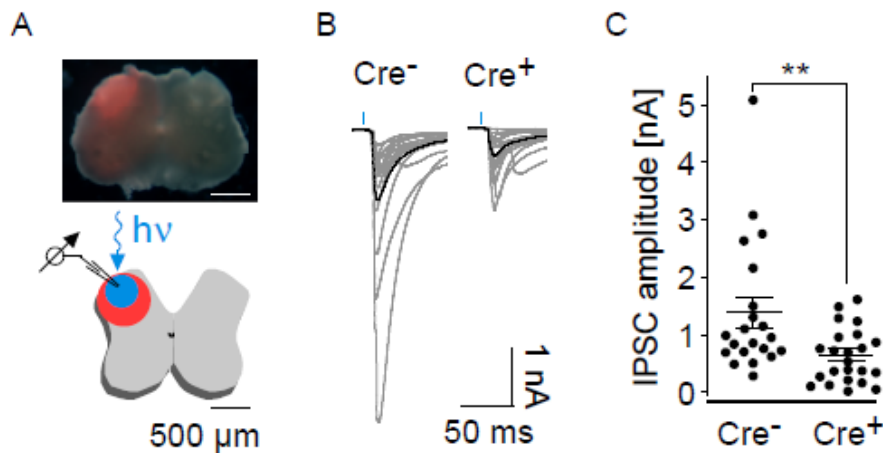 A
hν
500 µm
B
Cre⁻
Cre⁺
1 nA
50 ms
C
**
IPSC amplitude [nA]
5
4
3
2
1
0
Cre⁻
Cre⁺